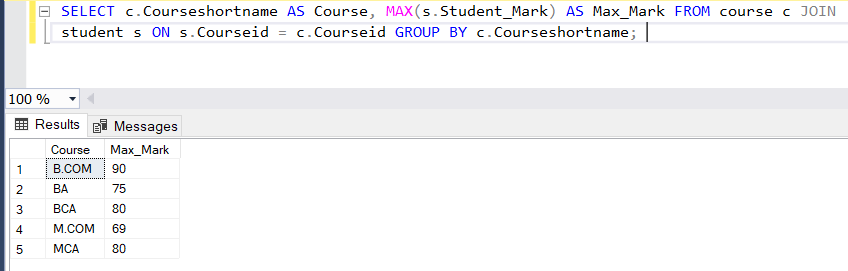 SELECT c.Courseshortname AS Course, MAX(s.Student_Mark) AS Max_Mark FROM course c JOIN
student s ON s.Courseid = c.Courseid GROUP BY c.Courseshortname;
100 %
Results Messages
Course Max_Mark
1 B.COM 90
2 BA 75
3 BCA 80
4 M.COM 69
5 MCA 80